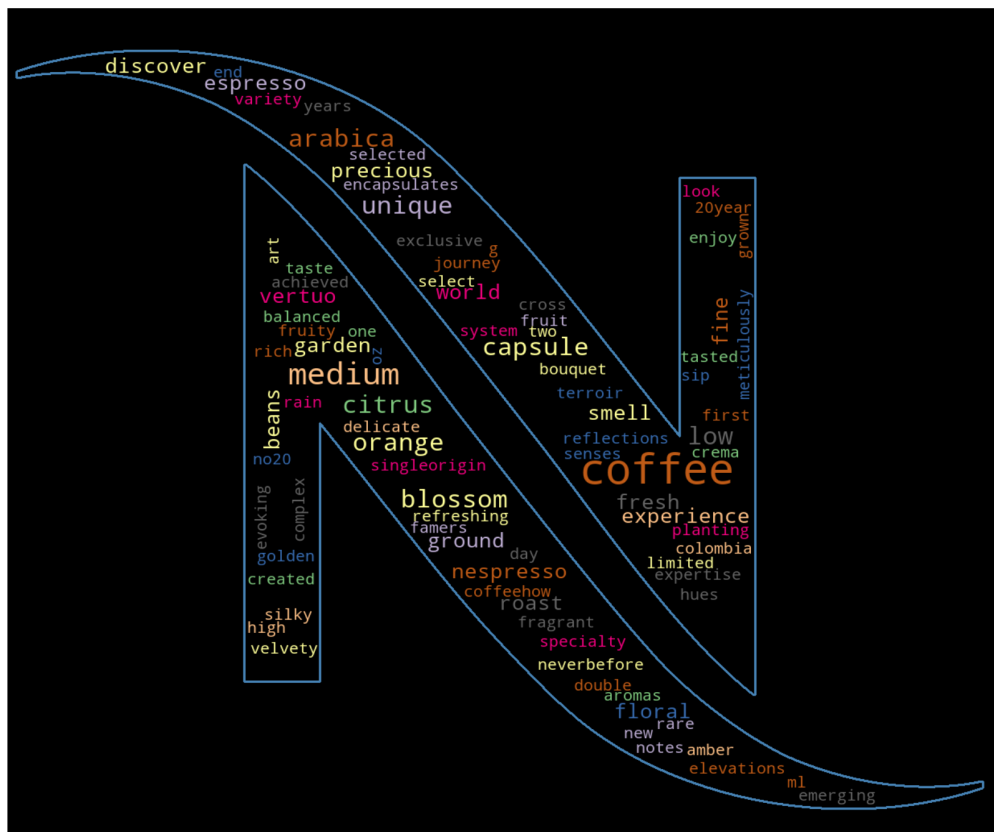 discover
end
espresso
variety
years
arabica
selected
precious
encapsulates
unique
look
20year
grown
enjoy
exclusive
g
art
journey
taste
select
achieved
world
vertuo
cross
balanced
fruit
fine
meticulously
fruity
one
system
two
garden
capsule
rich
oz
tasted
bouquet
medium
sip
terroir
rain
citrus
smell
first
beans
delicate
low
orange
reflections
crema
senses
no20
singleorigin
coffee
blossom
fresh
evoking
complex
refreshing
experience
famers
planting
ground
colombia
day
golden
limited
nespresso
expertise
created
coffeehow
hues
roast
silky
fragrant
high
specialty
velvety
neverbefore
double
aromas
floral
rare
new
notes
amber
elevations
ml
emerging